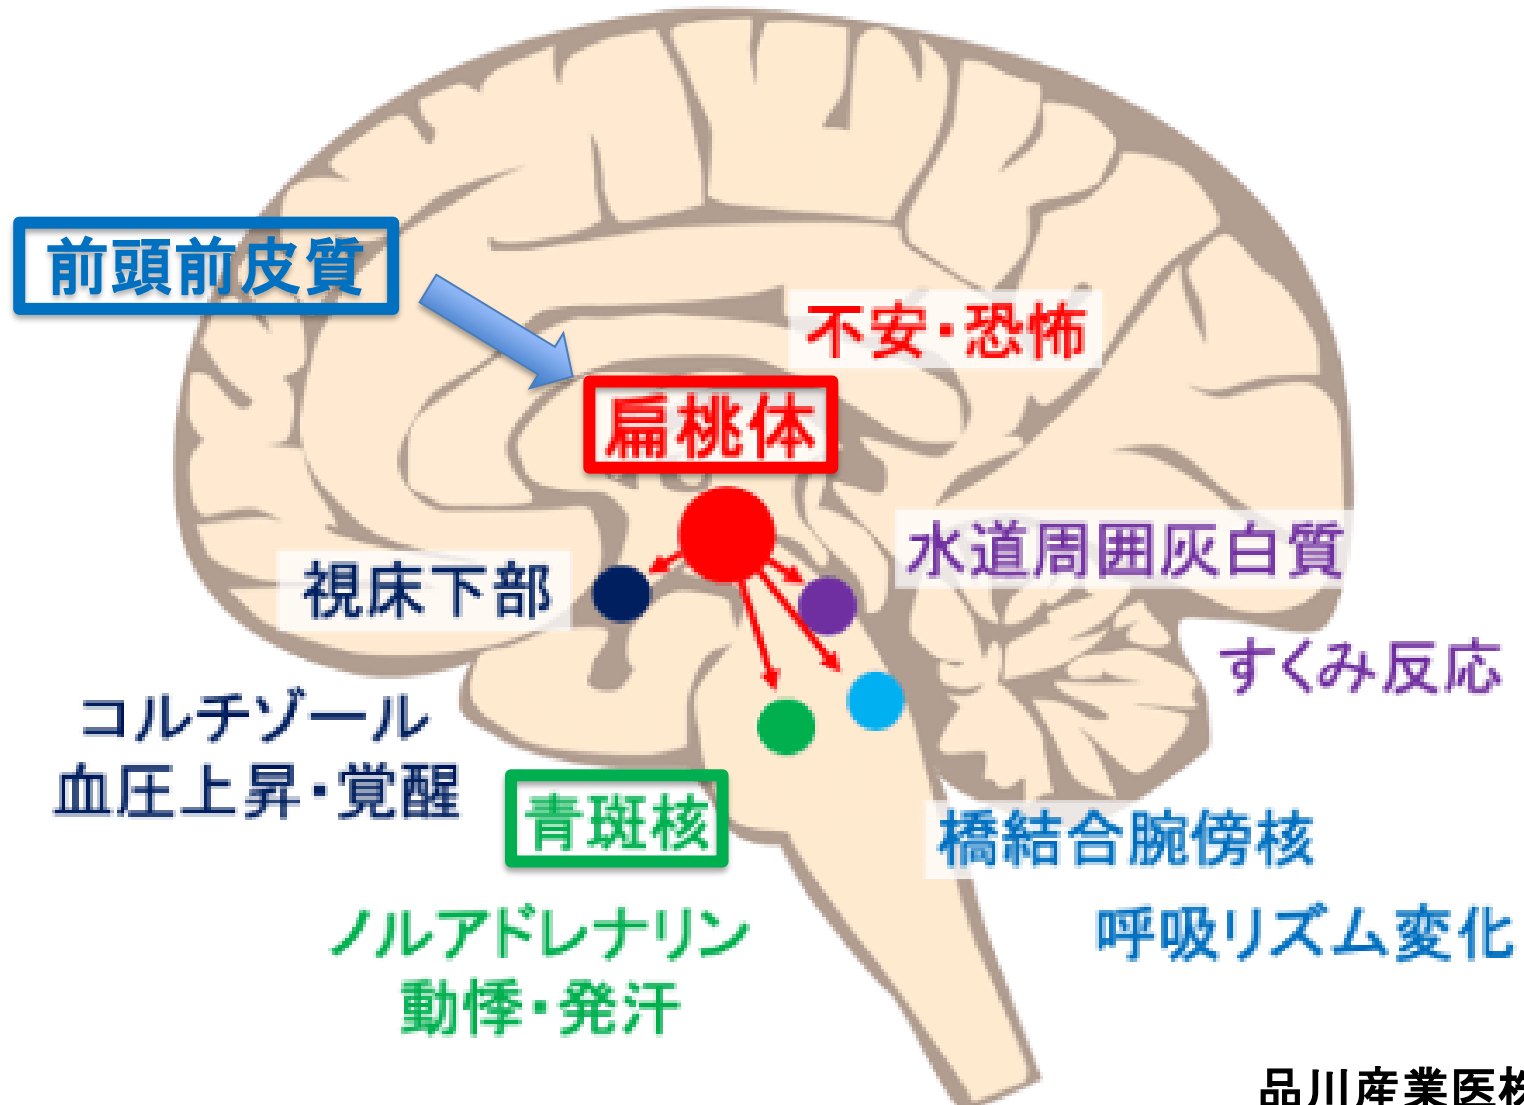 前頭前皮質
不安・恐怖
扁桃体
水道周囲灰白質
視床下部
すくみ反応
コルチゾール
血圧上昇・覚醒
青斑核
橋結合腕傍核
ノルアドレナリン
動悸・発汗
呼吸リズム変化
品川産業医株